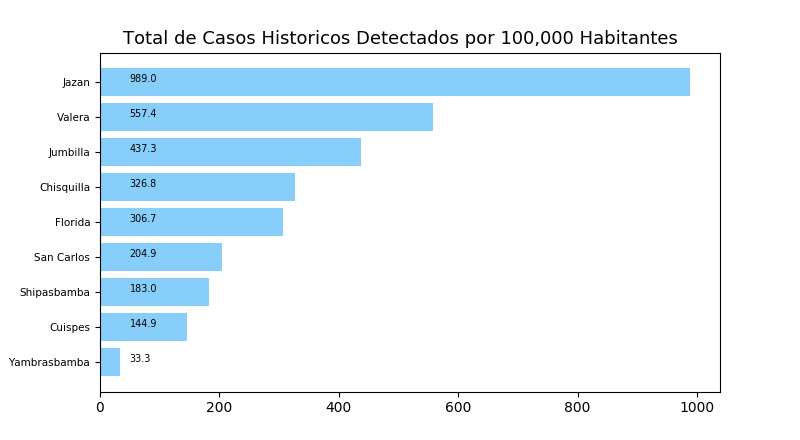 Total de Casos Historicos Detectados por 100,000 Habitantes
Jazan 989.0
Valera 557.4
Jumbilla 437.3
Chisquilla 326.8
Florida 306.7
San Carlos 204.9
Shipasbamba 183.0
Cuispes 144.9
Yambrasbamba 33.3
0 200 400 600 800 1000